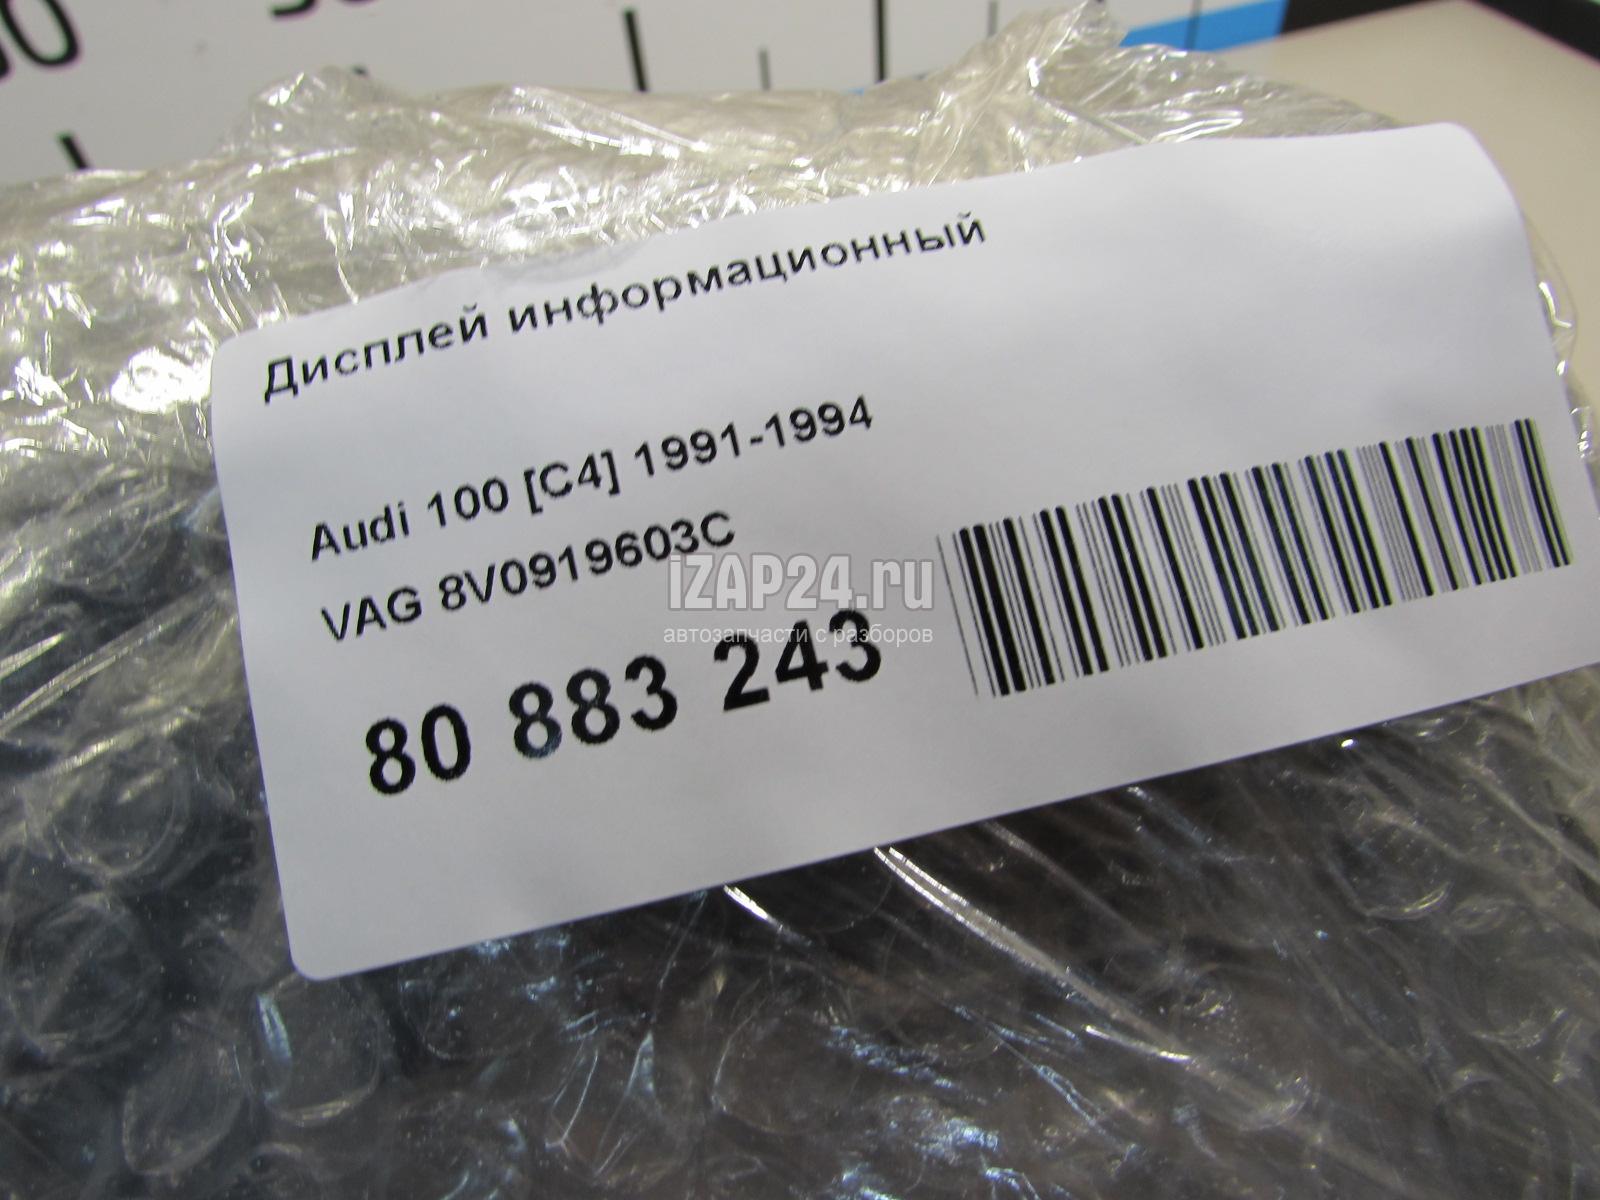 Дисплей информационный
Audi 100 [C4] 1991-1994
VAG 8V0919603C
iZAP24.ru
автозапчасти с разборов
80 883 243